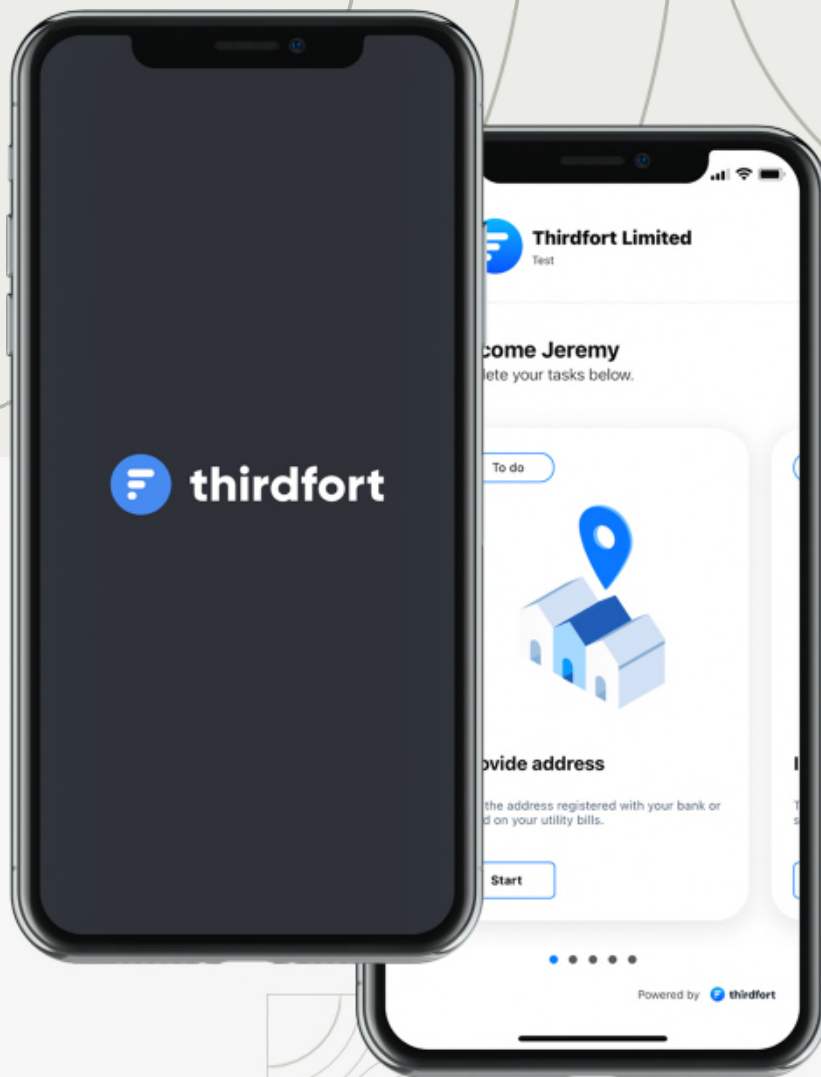 thirdfort
Thirdfort Limited
Test
come Jeremy
lete your tasks below.
To do
ovide address
the address registered with your bank or
d on your utility bills.
Start
Powered by thirdfort